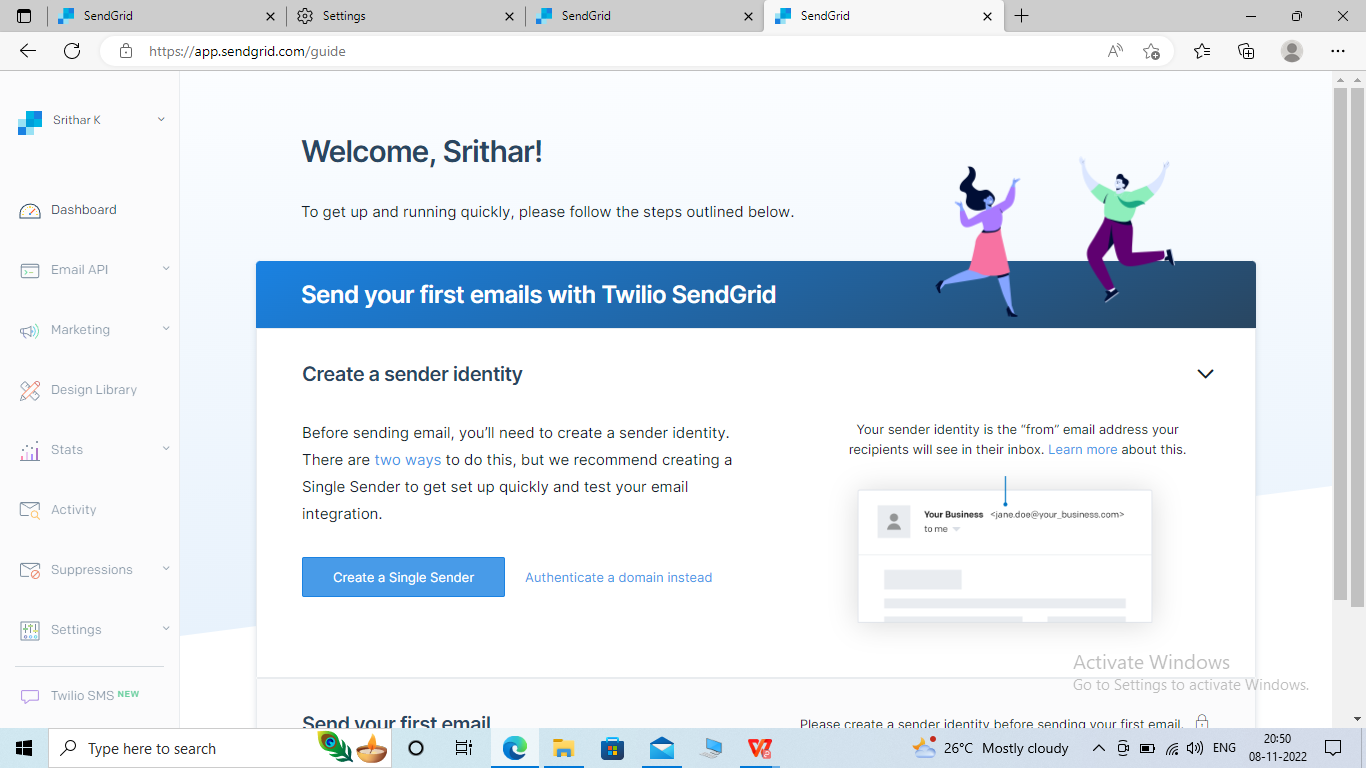 SendGrid
Settings
SendGrid
SendGrid
https://app.sendgrid.com/guide
Srithar K
Dashboard
Email API
Marketing
Design Library
Stats
Activity
Suppressions
Settings
Twilio SMS NEW
Welcome, Srithar!
To get up and running quickly, please follow the steps outlined below.
Send your first emails with Twilio SendGrid
Create a sender identity
Before sending email, you’ll need to create a sender identity.
There are two ways to do this, but we recommend creating a
Single Sender to get set up quickly and test your email
integration.
Create a Single Sender
Authenticate a domain instead
Your sender identity is the “from” email address your
recipients will see in their inbox. Learn more about this.
Your Business <jane.doe@your_business.com>
to me
Send your first email
Please create a sender identity before sending your first email.
Activate Windows
Go to Settings to activate Windows.
Type here to search
26°C Mostly cloudy
ENG
20:50
08-11-2022